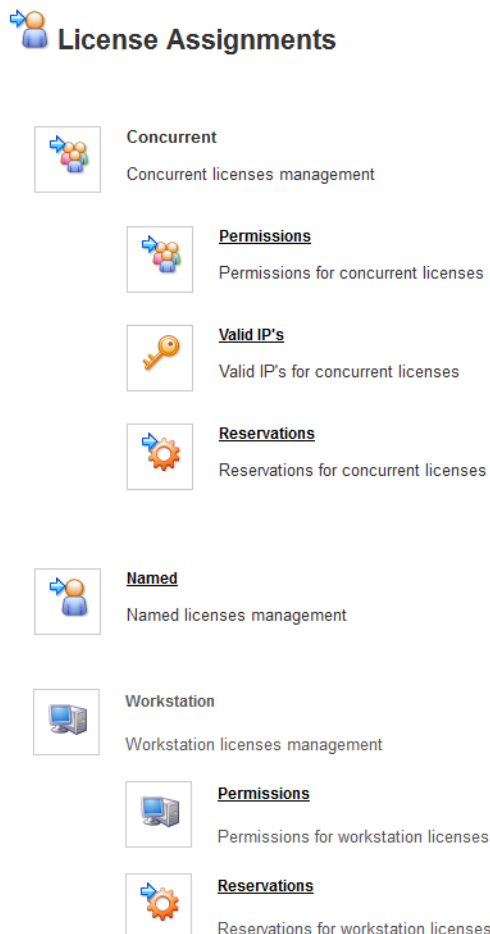 License Assignments
Concurrent
Concurrent licenses management
Permissions
Permissions for concurrent licenses
Valid IP's
Valid IP's for concurrent licenses
Reservations
Reservations for concurrent licenses
Named
Named licenses management
Workstation
Workstation licenses management
Permissions
Permissions for workstation licenses
Reservations
Reservations for workstation licenses